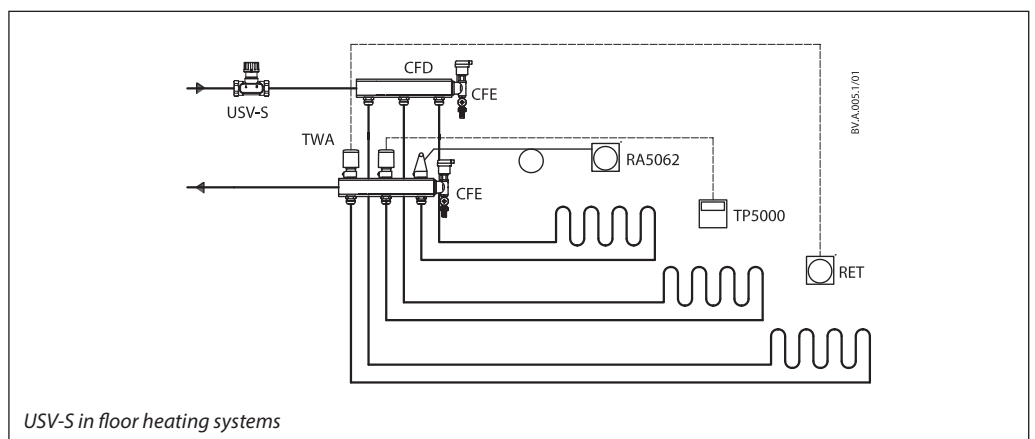 CFD
CFE
USV-S
BV.A.005.1/01
TWA
RA5062
CFE
TP5000
RET
USV-S in floor heating systems